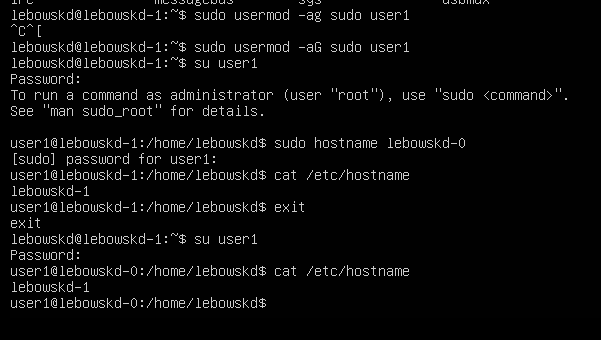 messagebus sys usbmux
lebowskd@lebowskd-1:~$ sudo usermod -ag sudo user1
^C^[
lebowskd@lebowskd-1:~$ sudo usermod -aG sudo user1
lebowskd@lebowskd-1:~$ su user1
Password:
To run a command as administrator (user "root"), use "sudo <command>".
See "man sudo_root" for details.
user1@lebowskd-1:/home/lebowskd$ sudo hostname lebowskd-0
[sudo] password for user1:
user1@lebowskd-1:/home/lebowskd$ cat /etc/hostname
lebowskd-1
user1@lebowskd-1:/home/lebowskd$ exit
exit
lebowskd@lebowskd-1:~$ su user1
Password:
user1@lebowskd-0:/home/lebowskd$ cat /etc/hostname
lebowskd-1
user1@lebowskd-0:/home/lebowskd$